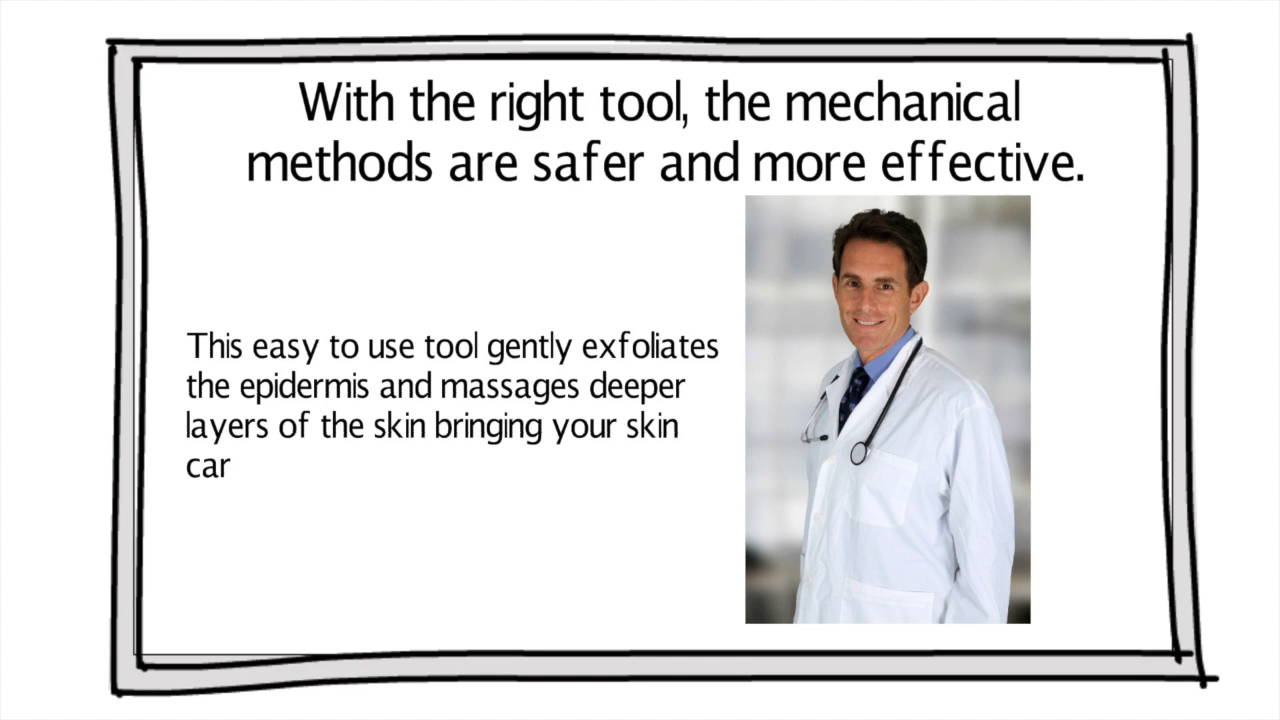 With the right tool, the mechanical
methods are safer and more effective.
This easy to use tool gently exfoliates
the epidermis and massages deeper
layers of the skin bringing your skin
car